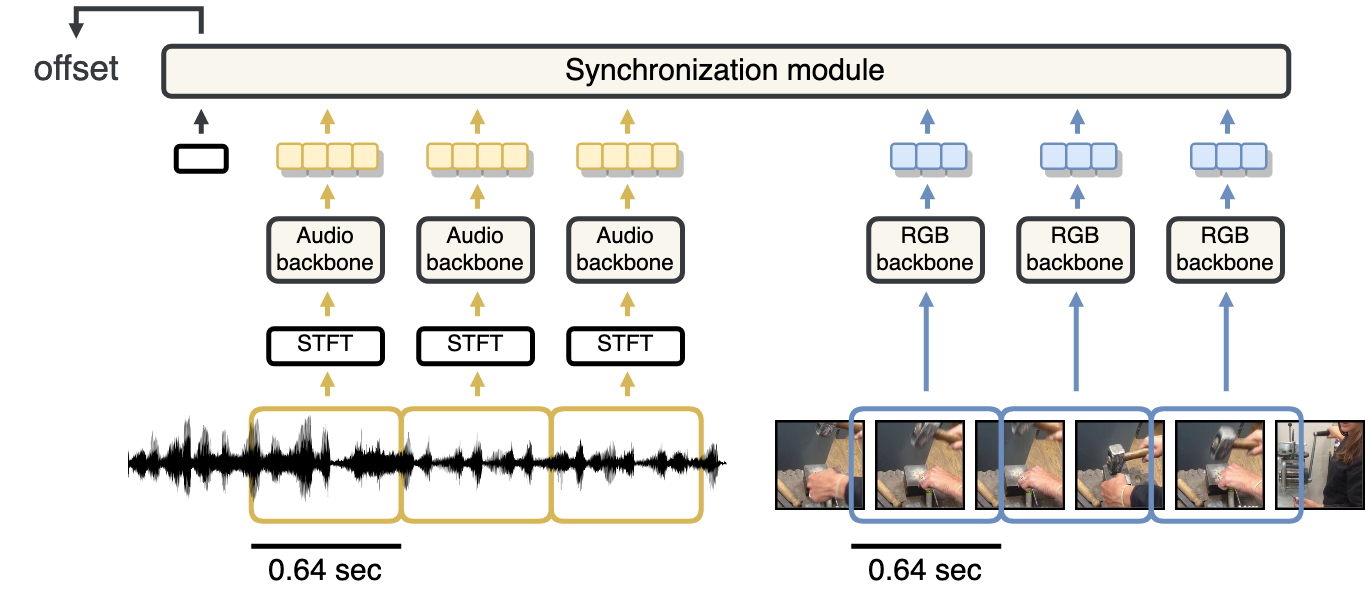 offset
Synchronization module
Audio
backbone
Audio
backbone
Audio
backbone
RGB
backbone
RGB
backbone
RGB
backbone
STFT
STFT
STFT
0.64 sec
0.64 sec